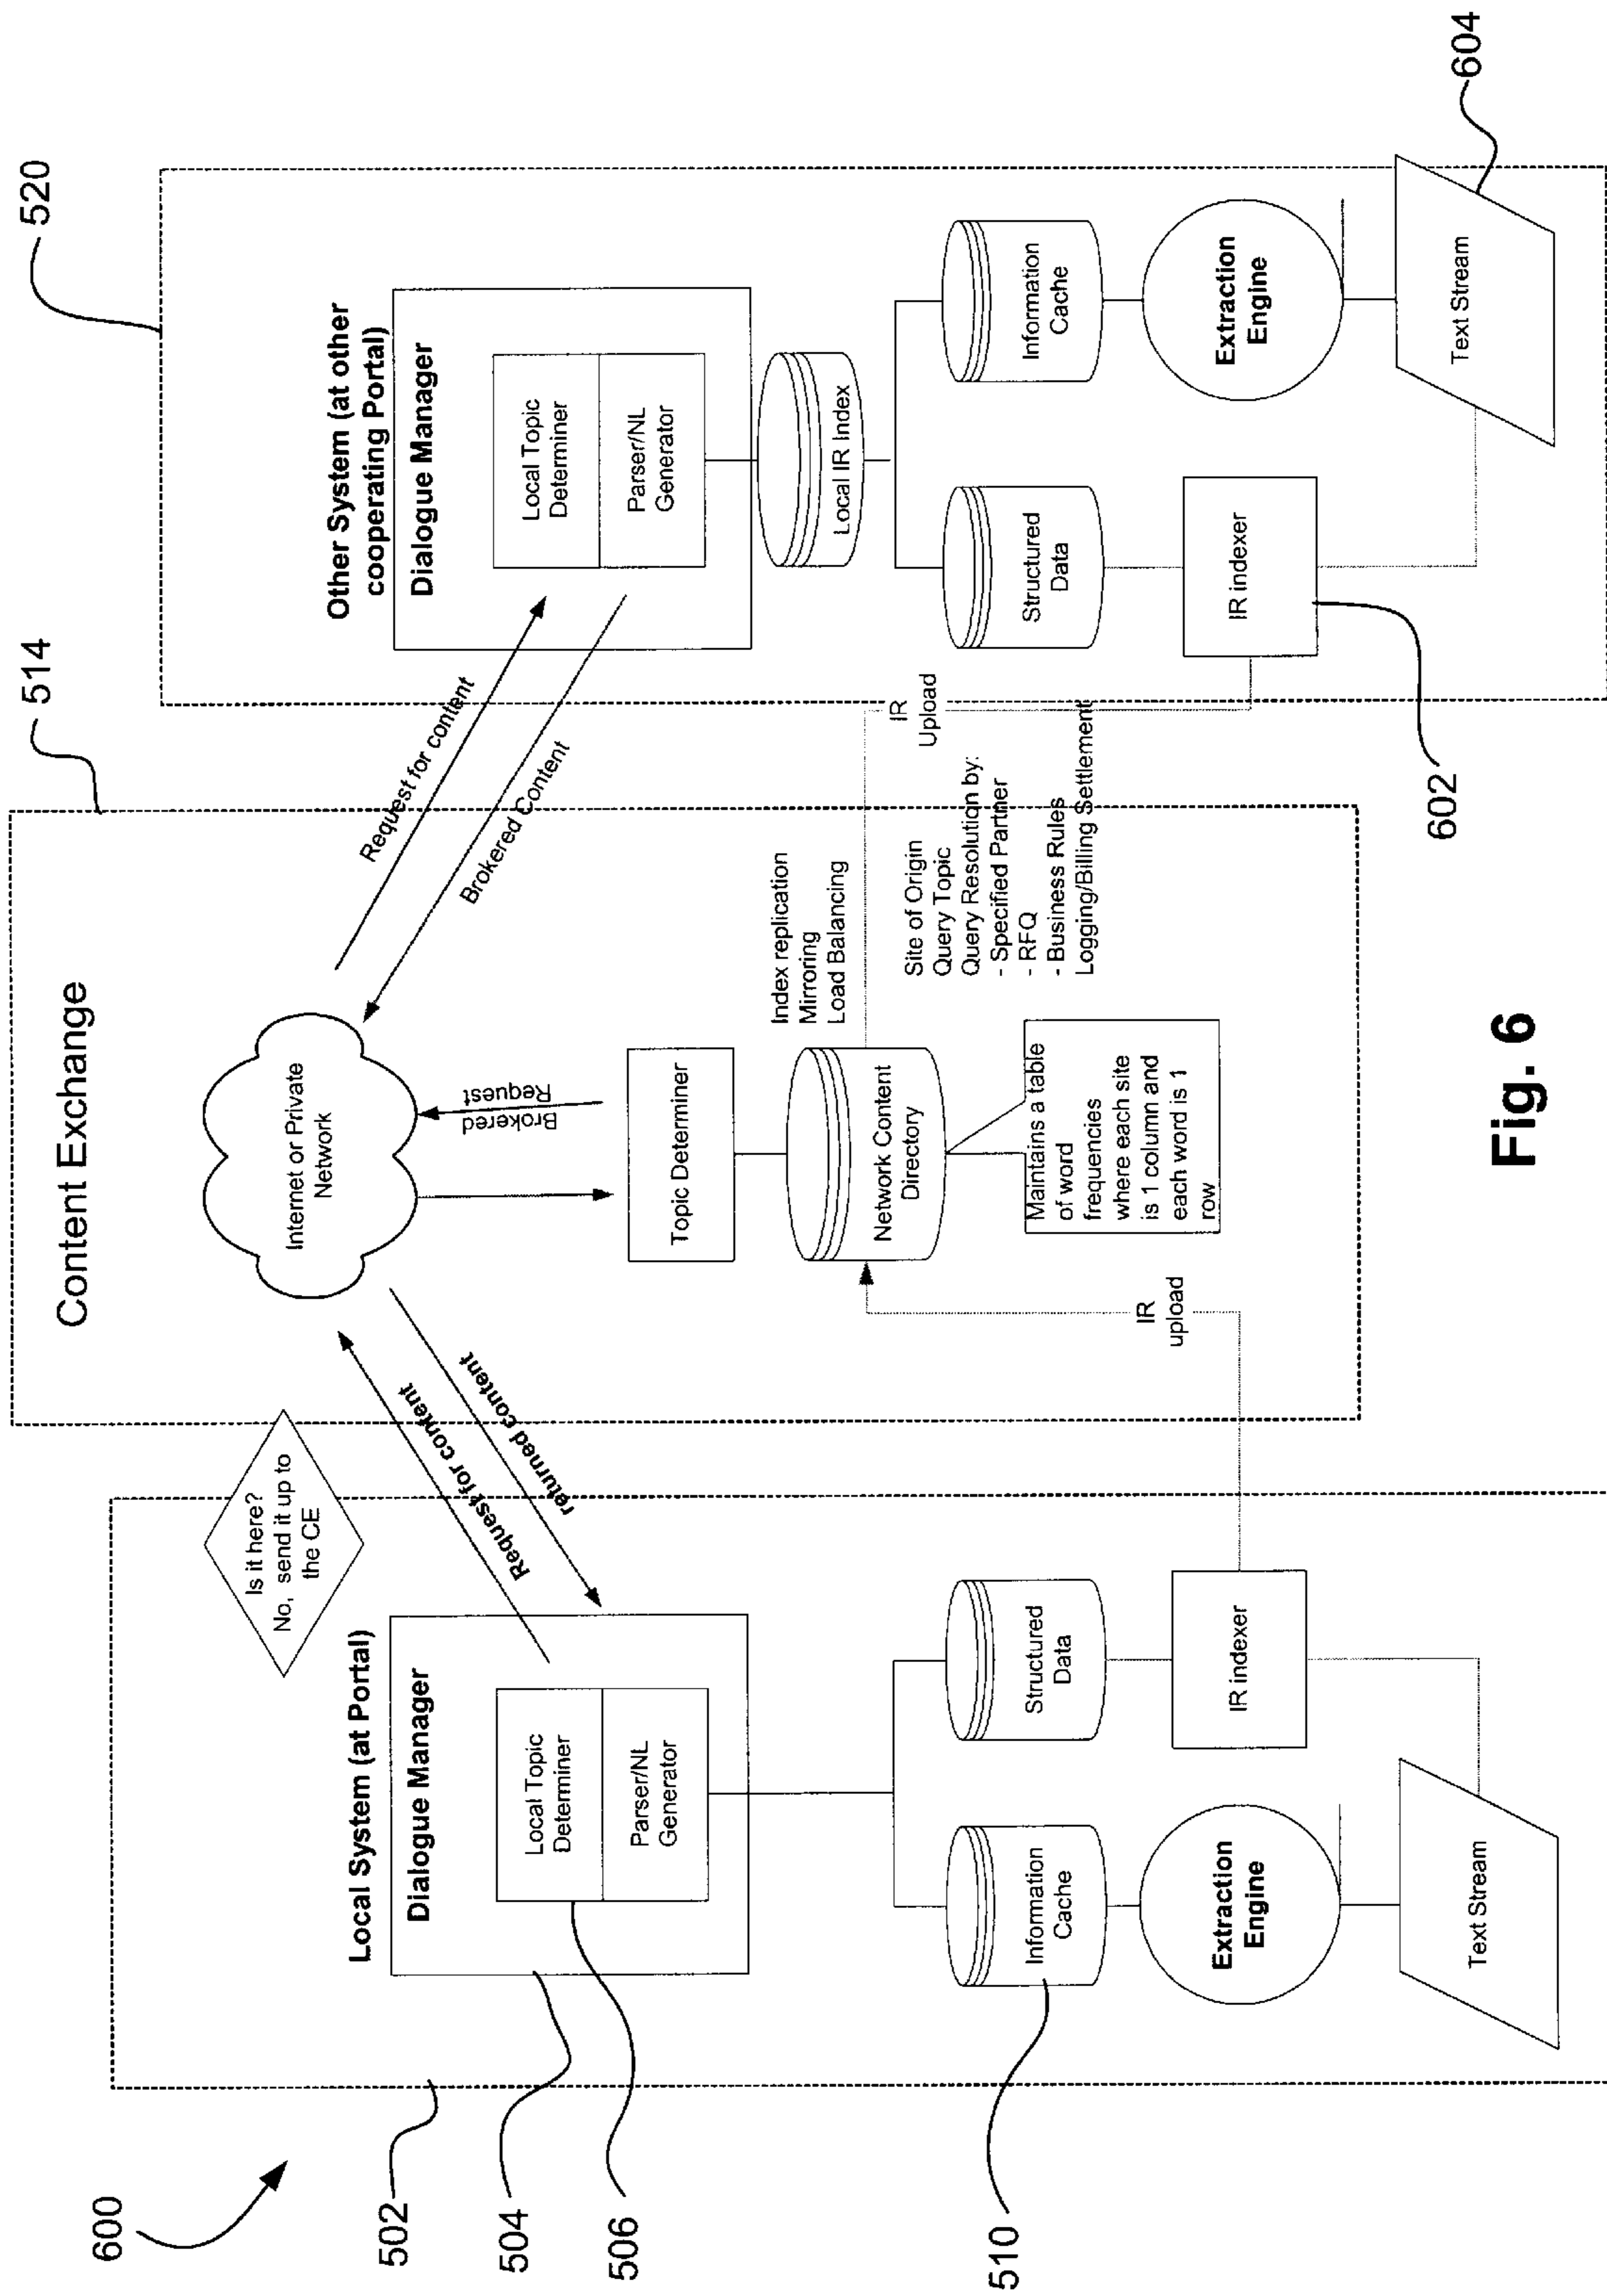 600
502
504
506
510
Local System (at Portal)
Dialogue Manager
Local Topic
Determiner
Parser/NL
Generator
Information
Cache
Structured
Data
Extraction
Engine
IR indexer
Text Stream
Is it here?
No, send it up to
the CE
Request for content
returned content
514
Content Exchange
Internet or Private
Network
Brokered
Request
Topic Determiner
Network Content
Directory
Maintains a table
of word
frequencies
where each site
is 1 column and
each word is 1
row
IR
upload
Index replication
Mirroring
Load Balancing
Site of Origin
Query Topic
Query Resolution by:
- Specified Partner
- RFQ
- Business Rules
Logging/Billing Settlement
IR
Upload
Request for content
Brokered Content
520
Other System (at other
cooperating Portal)
Dialogue Manager
Local Topic
Determiner
Parser/NL
Generator
Local IR Index
Structured
Data
Information
Cache
IR indexer
Extraction
Engine
Text Stream
602
604
Fig. 6